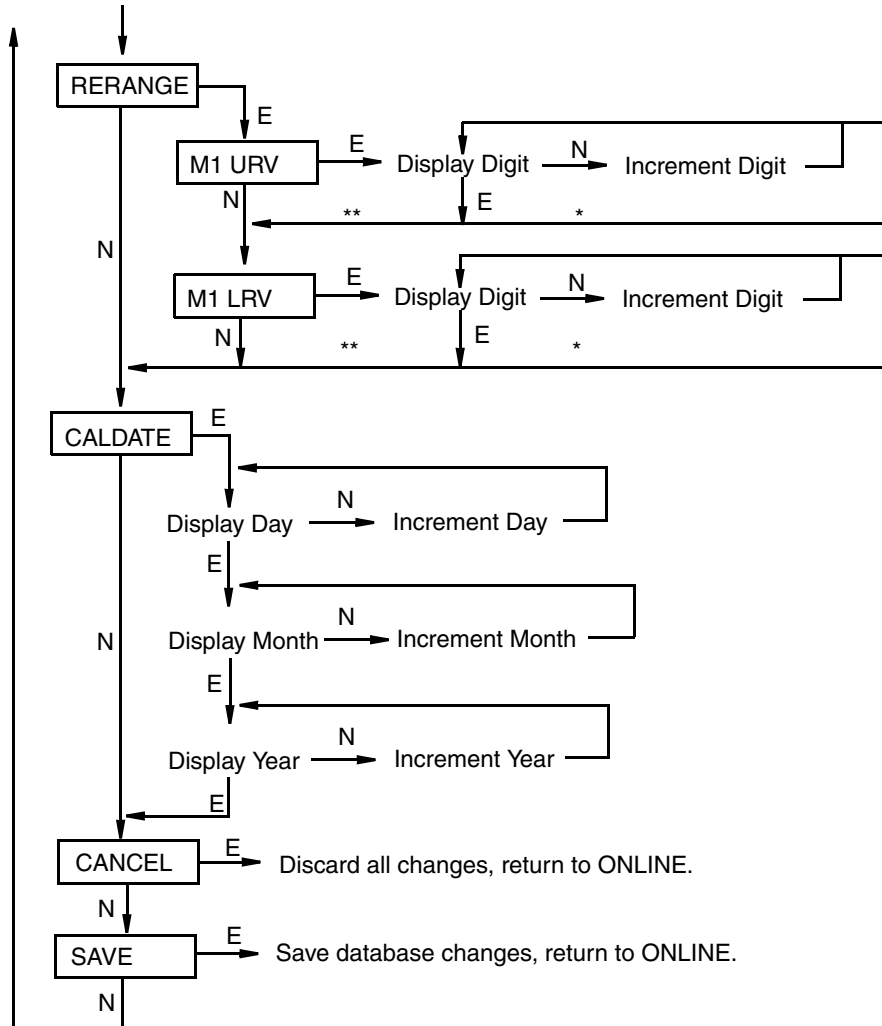 RERANGE
E
M1 URV
E
Display Digit
N
Increment Digit
N
E
**
*
N
M1 LRV
E
Display Digit
N
Increment Digit
N
E
**
*
CALDATE
E
Display Day
N
Increment Day
E
N
Display Month
N
Increment Month
E
Display Year
N
Increment Year
E
CANCEL
E
Discard all changes, return to ONLINE.
N
SAVE
E
Save database changes, return to ONLINE.
N